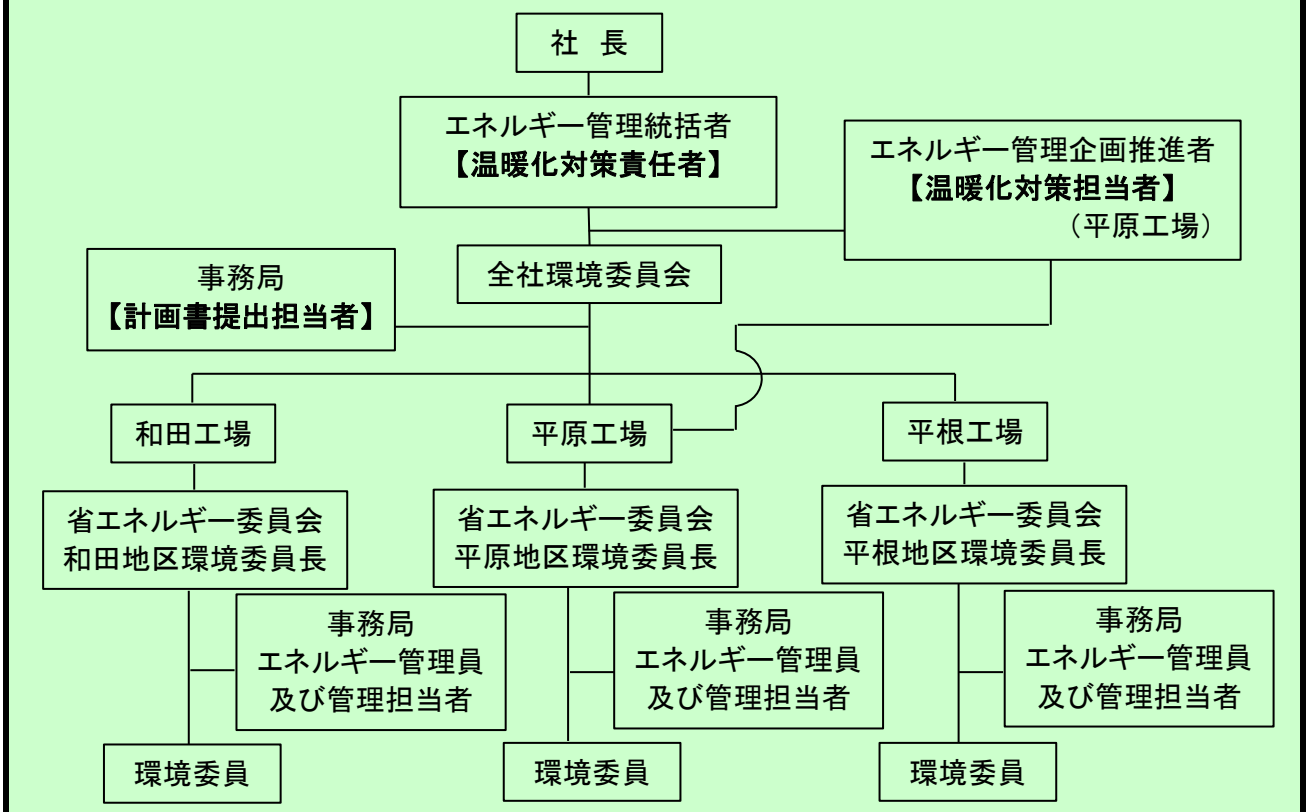 社 長
エネルギー管理統括者
【温暖化対策責任者】
エネルギー管理企画推進者
【温暖化対策担当者】
（平原工場）
事務局
【計画書提出担当者】
全社環境委員会
和田工場
平原工場
平根工場
省エネルギー委員会
和田地区環境委員長
省エネルギー委員会
平原地区環境委員長
省エネルギー委員会
平根地区環境委員長
事務局
エネルギー管理員
及び管理担当者
事務局
エネルギー管理員
及び管理担当者
事務局
エネルギー管理員
及び管理担当者
環境委員
環境委員
環境委員